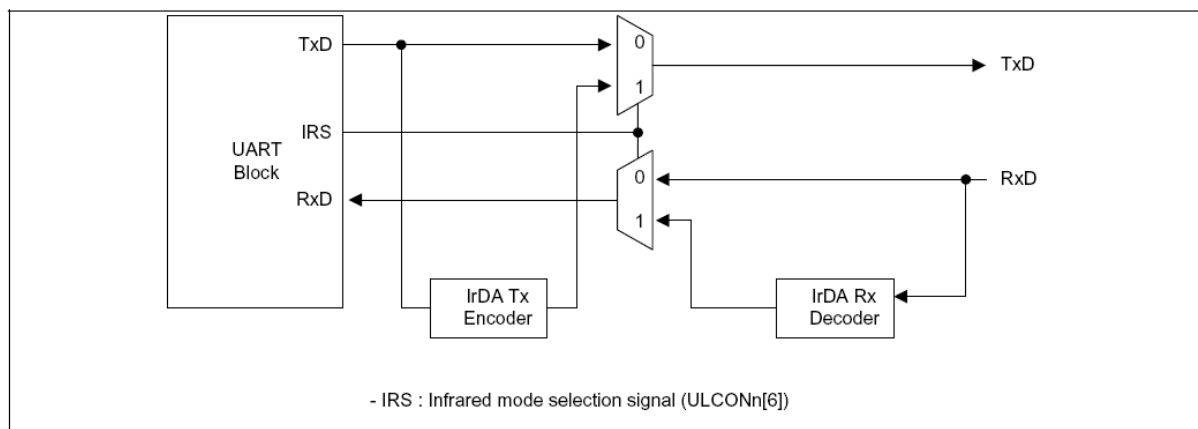 TxD
0
TxD
1
IRS
UART
Block
0
RxD
RxD
1
IrDA Tx
Encoder
IrDA Rx
Decoder
- IRS : Infrared mode selection signal (ULCONn[6])